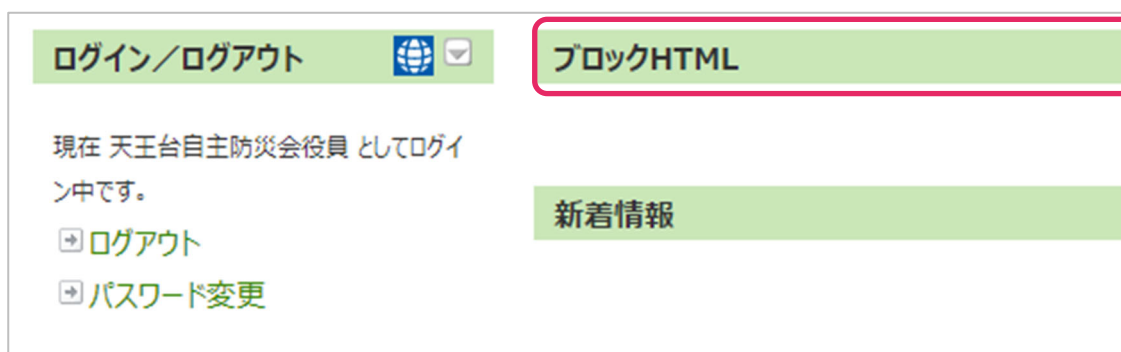 ログイン／ログアウト
現在 天王台自主防災会役員 としてログイ
ン中です。
ログアウト
パスワード変更
ブロックHTML
新着情報